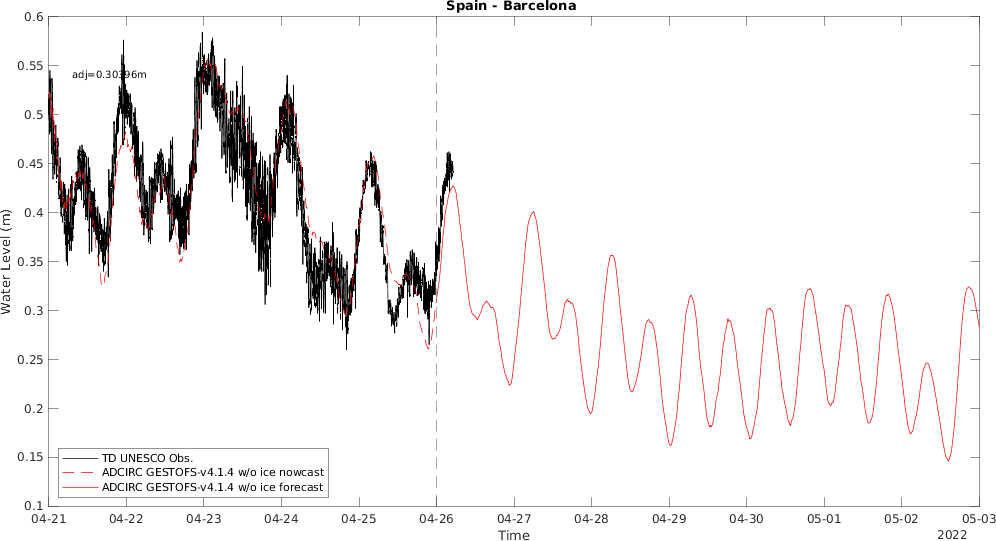 Spain - Barcelona
0.6
0.55
0.5
0.45
0.4
0.35
0.3
0.25
0.2
0.15
0.1
Water Level (m)
adj=0.30396m
TD UNESCO Obs.
ADCIRC GESTOFS-v4.1.4 w/o ice nowcast
ADCIRC GESTOFS-v4.1.4 w/o ice forecast
04-21 04-22 04-23 04-24 04-25 04-26 04-27 04-28 04-29 04-30 05-01 05-02 05-03
Time
2022